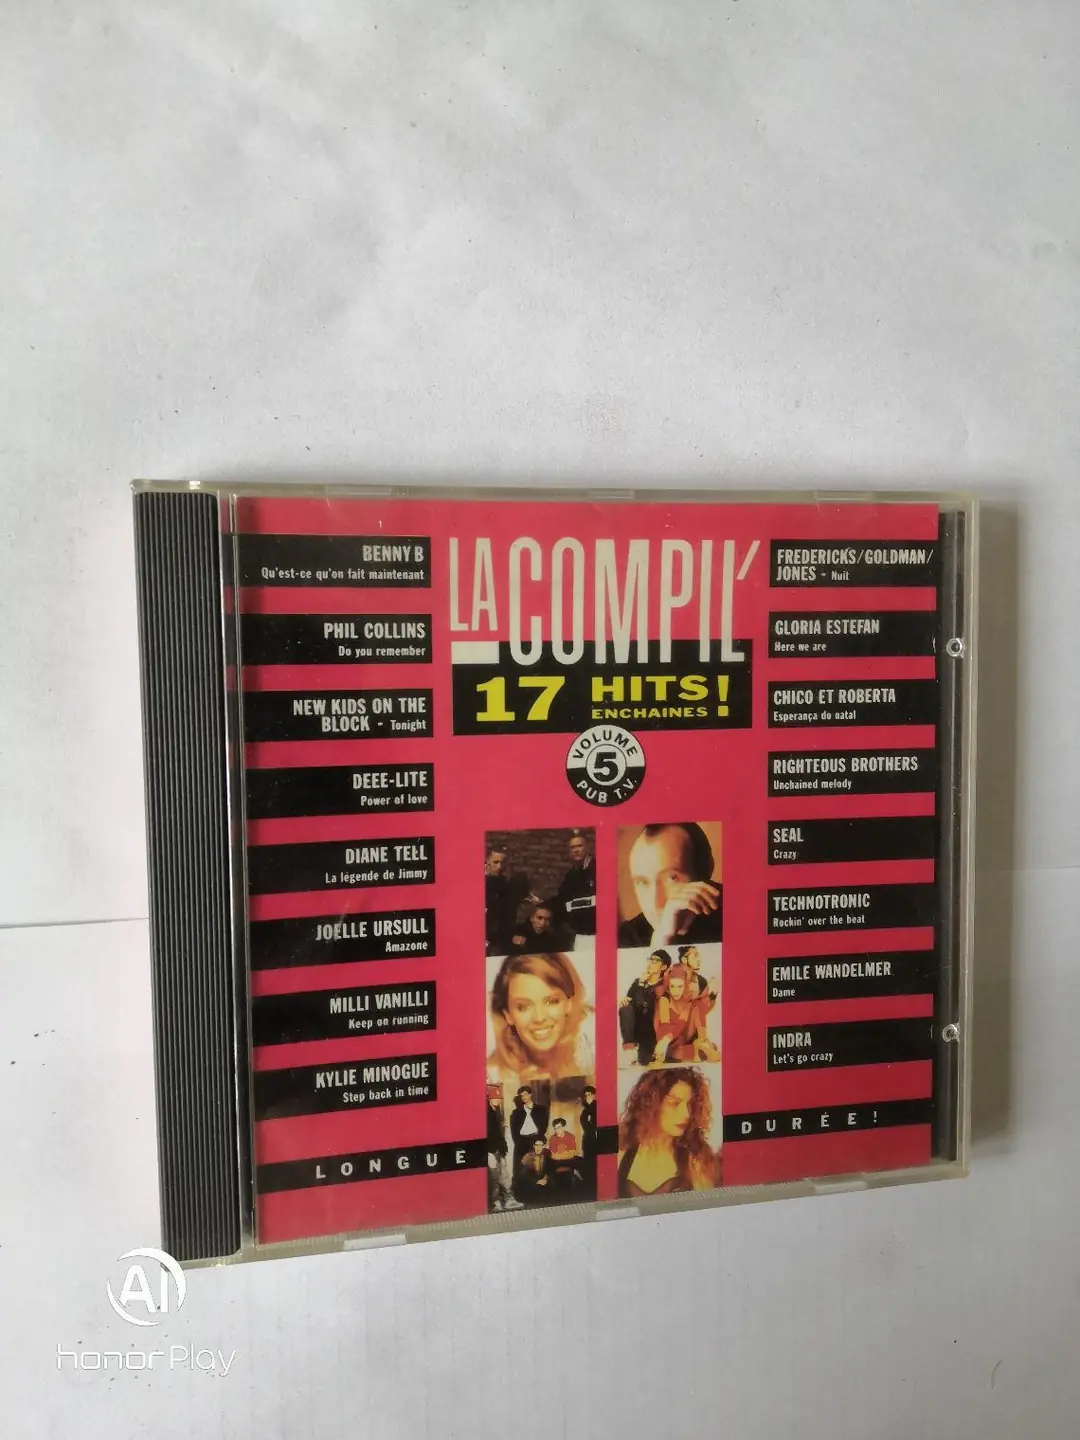 LA COMPIL'
17 HITS!
ENCHAINES!
VOLUME
5
PUB T.V.
BENNY B
Qu'est-ce qu'on fait maintenant
PHIL COLLINS
Do you remember
NEW KIDS ON THE
BLOCK - Tonight
DEEE-LITE
Power of love
DIANE TELL
La légende de Jimmy
JOELLE URSULL
Amazone
MILLI VANILLI
Keep on running
KYLIE MINOGUE
Step back in time
FREDERICKS/GOLDMAN/
JONES - Nuit
GLORIA ESTEFAN
Here we are
CHICO ET ROBERTA
Esperança do natal
RIGHTEOUS BROTHERS
Unchained melody
SEAL
Crazy
TECHNOTRONIC
Rockin' over the beat
EMILE WANDELMER
Dame
INDRA
Let's go crazy
LONGUE DURÉE!
AI
honor Play